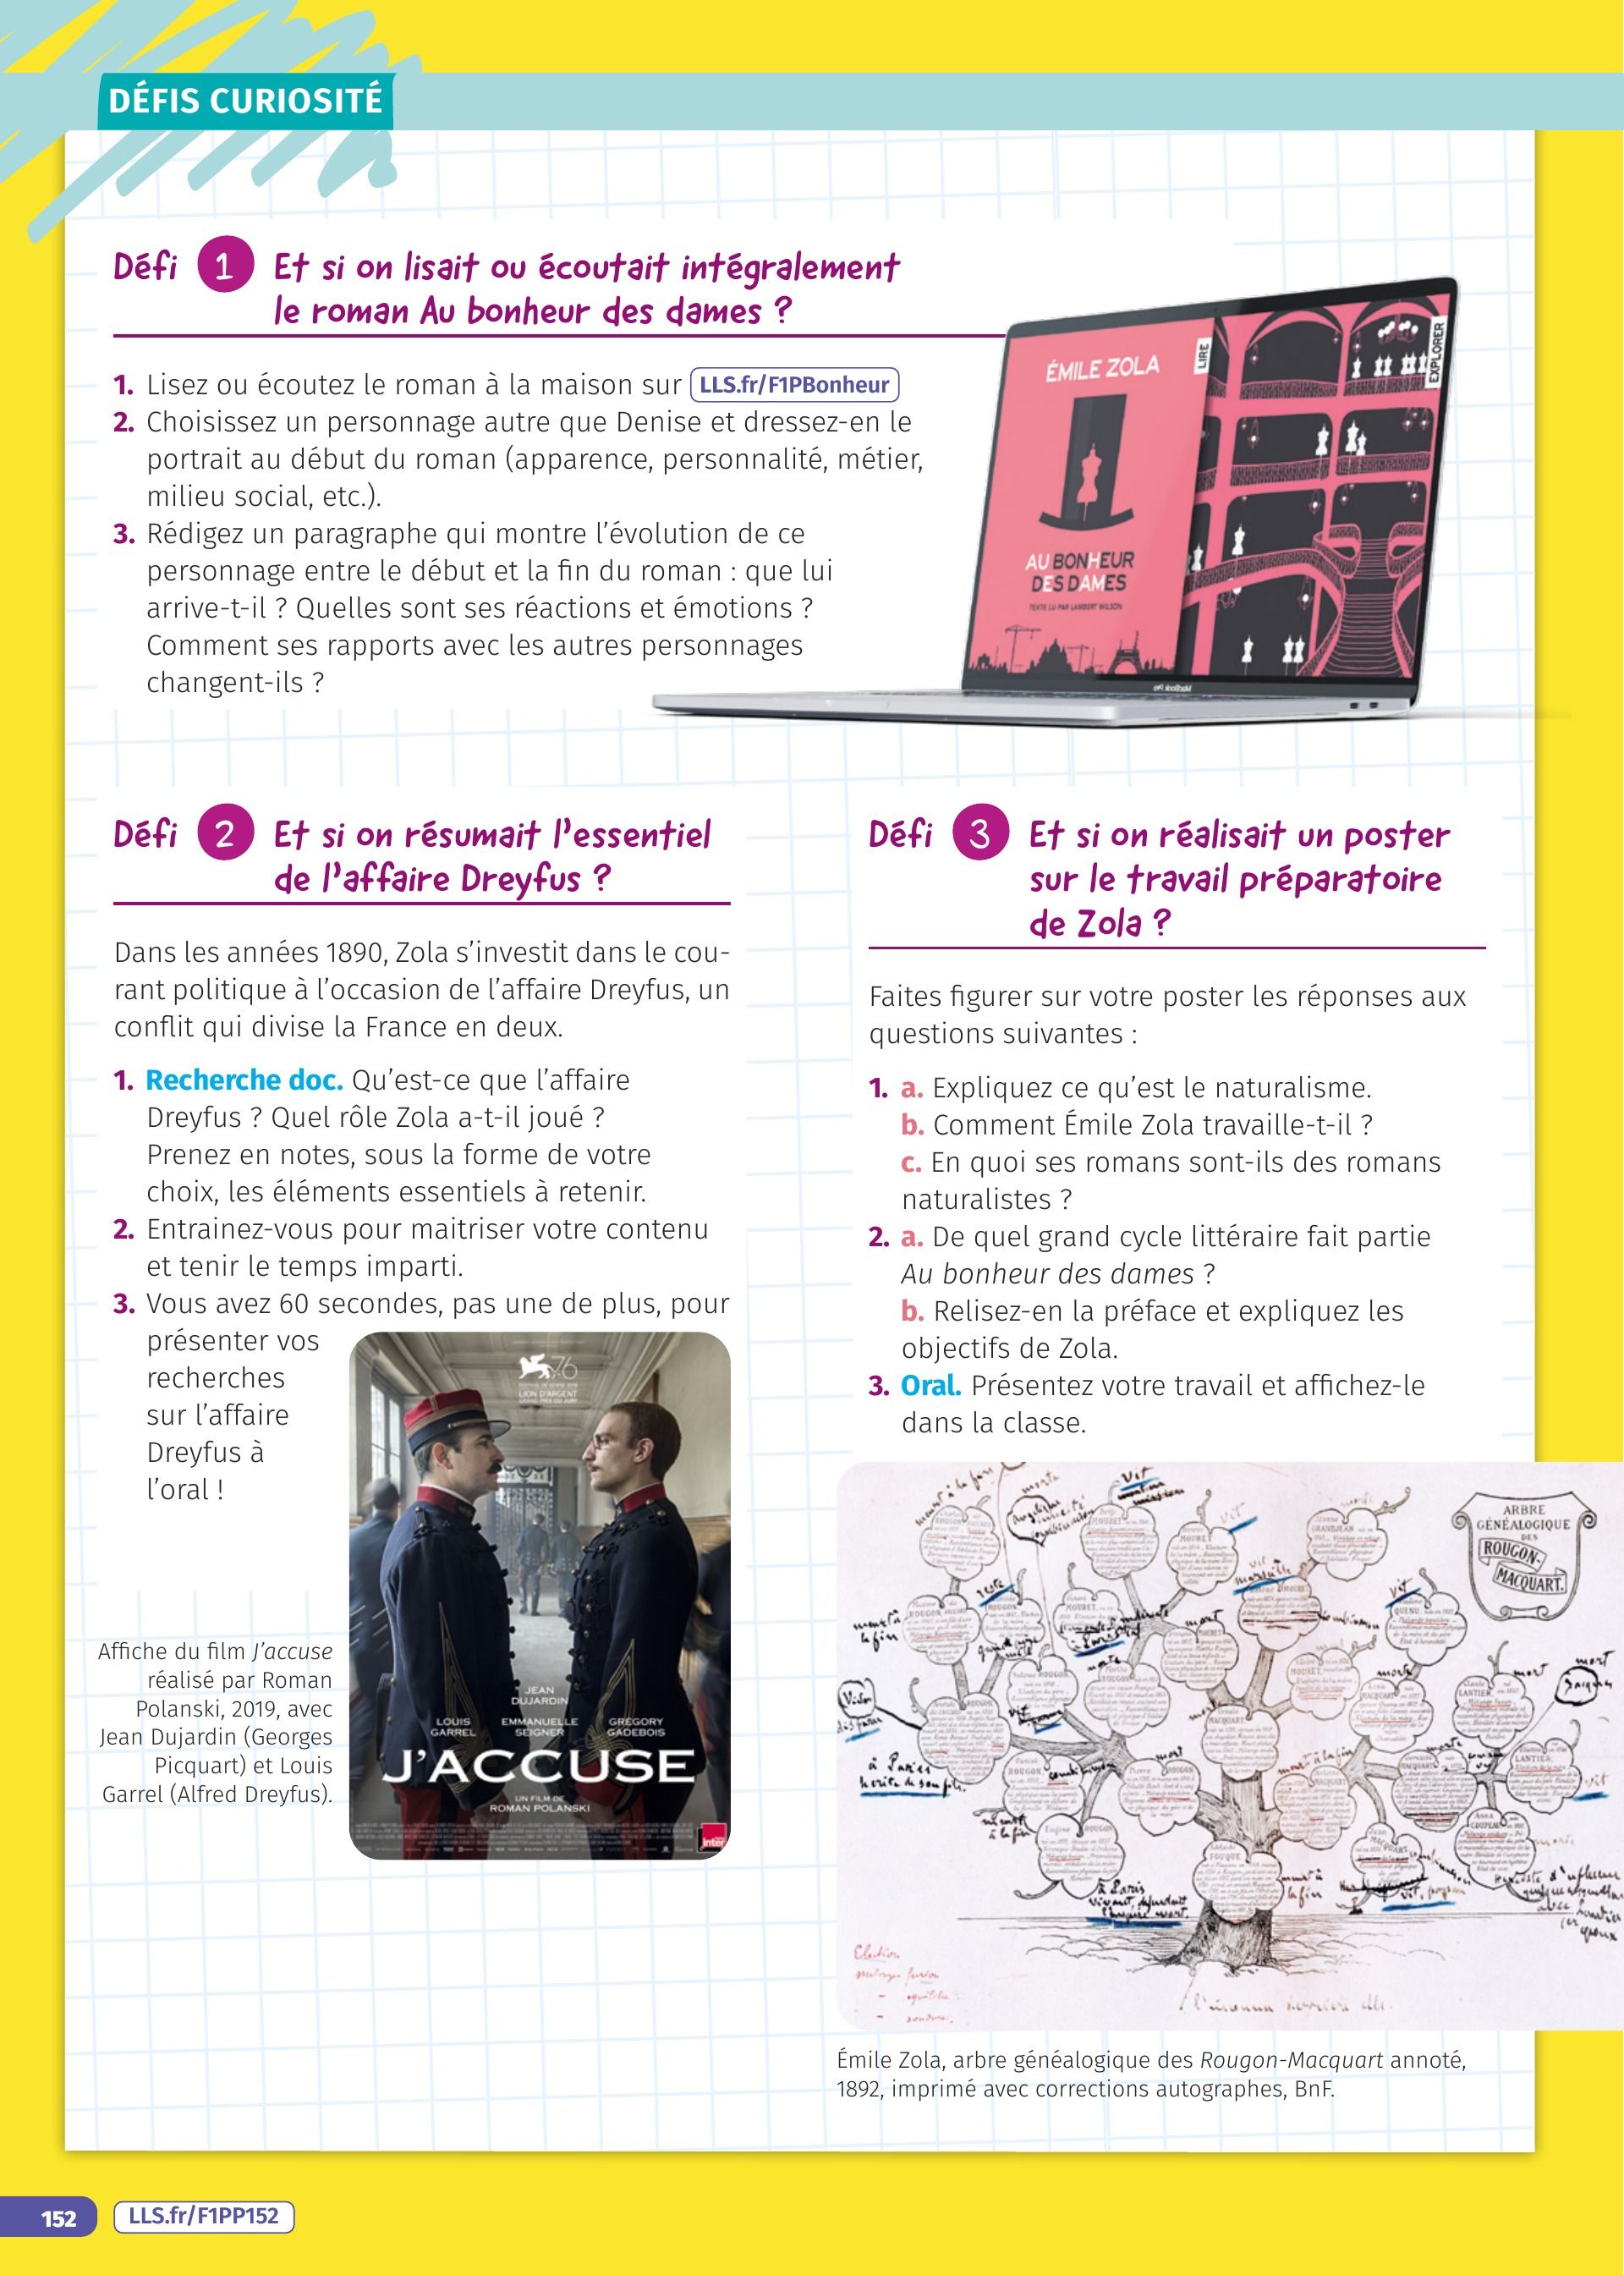 DÉFIS CURIOSITÉ
Défi 1 Et si on lisait ou écoutait intégralement
le roman Au bonheur des dames ?
1. Lisez ou écoutez le roman à la maison sur LLS.fr/F1PBonheur
2. Choisissez un personnage autre que Denise et dressez-en le
portrait au début du roman (apparence, personnalité, métier,
milieu social, etc.).
3. Rédigez un paragraphe qui montre l'évolution de ce
personnage entre le début et la fin du roman : que lui
arrive-t-il ? Quelles sont ses réactions et émotions ?
Comment ses rapports avec les autres personnages
changent-ils ?
ÉMILE ZOLA
AU BONHEUR
DES DAMES
TEXTE LU PAR LAMBERT WILSON
LIRE
EXPLORER
MacBook Pro
Défi 2 Et si on résumait l'essentiel
de l'affaire Dreyfus ?
Dans les années 1890, Zola s'investit dans le cou-
rant politique à l'occasion de l'affaire Dreyfus, un
conflit qui divise la France en deux.
1. Recherche doc. Qu'est-ce que l'affaire
Dreyfus ? Quel rôle Zola a-t-il joué ?
Prenez en notes, sous la forme de votre
choix, les éléments essentiels à retenir.
2. Entrainez-vous pour maitriser votre contenu
et tenir le temps imparti.
3. Vous avez 60 secondes, pas une de plus, pour
présenter vos
recherches
sur l'affaire
Dreyfus à
l'oral !
Affiche du film J'accuse
réalisé par Roman
Polanski, 2019, avec
Jean Dujardin (Georges
Picquart) et Louis
Garrel (Alfred Dreyfus).
76
LION D'ARGENT
GRAND PRIX DU JURY
JEAN
DUJARDIN
LOUIS
GARREL
EMMANUELLE
SEIGNER
GRÉGORY
GADEBOIS
J'ACCUSE
UN FILM DE
ROMAN POLANSKI
inter
Défi 3 Et si on réalisait un poster
sur le travail préparatoire
de Zola ?
Faites figurer sur votre poster les réponses aux
questions suivantes :
1. a. Expliquez ce qu'est le naturalisme.
b. Comment Émile Zola travaille-t-il ?
c. En quoi ses romans sont-ils des romans
naturalistes ?
2. a. De quel grand cycle littéraire fait partie
Au bonheur des dames ?
b. Relisez-en la préface et expliquez les
objectifs de Zola.
3. Oral. Présentez votre travail et affichez-le
dans la classe.
ARBRE
GÉNÉALOGIQUE
DES
ROUGON-
MACQUART.
Émile Zola, arbre généalogique des Rougon-Macquart annoté,
1892, imprimé avec corrections autographes, BnF.
152
LLS.fr/F1PP152